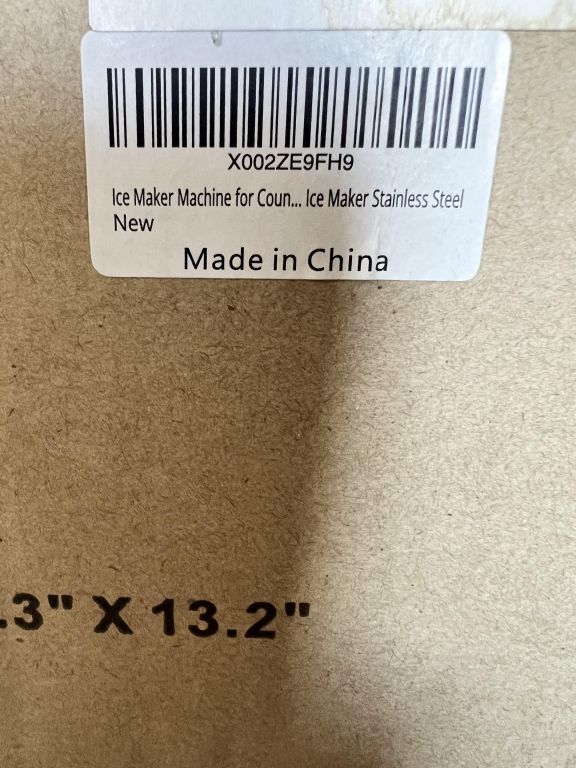 X002ZE9FH9
Ice Maker Machine for Coun... Ice Maker Stainless Steel
New
Made in China
.3" X 13.2"